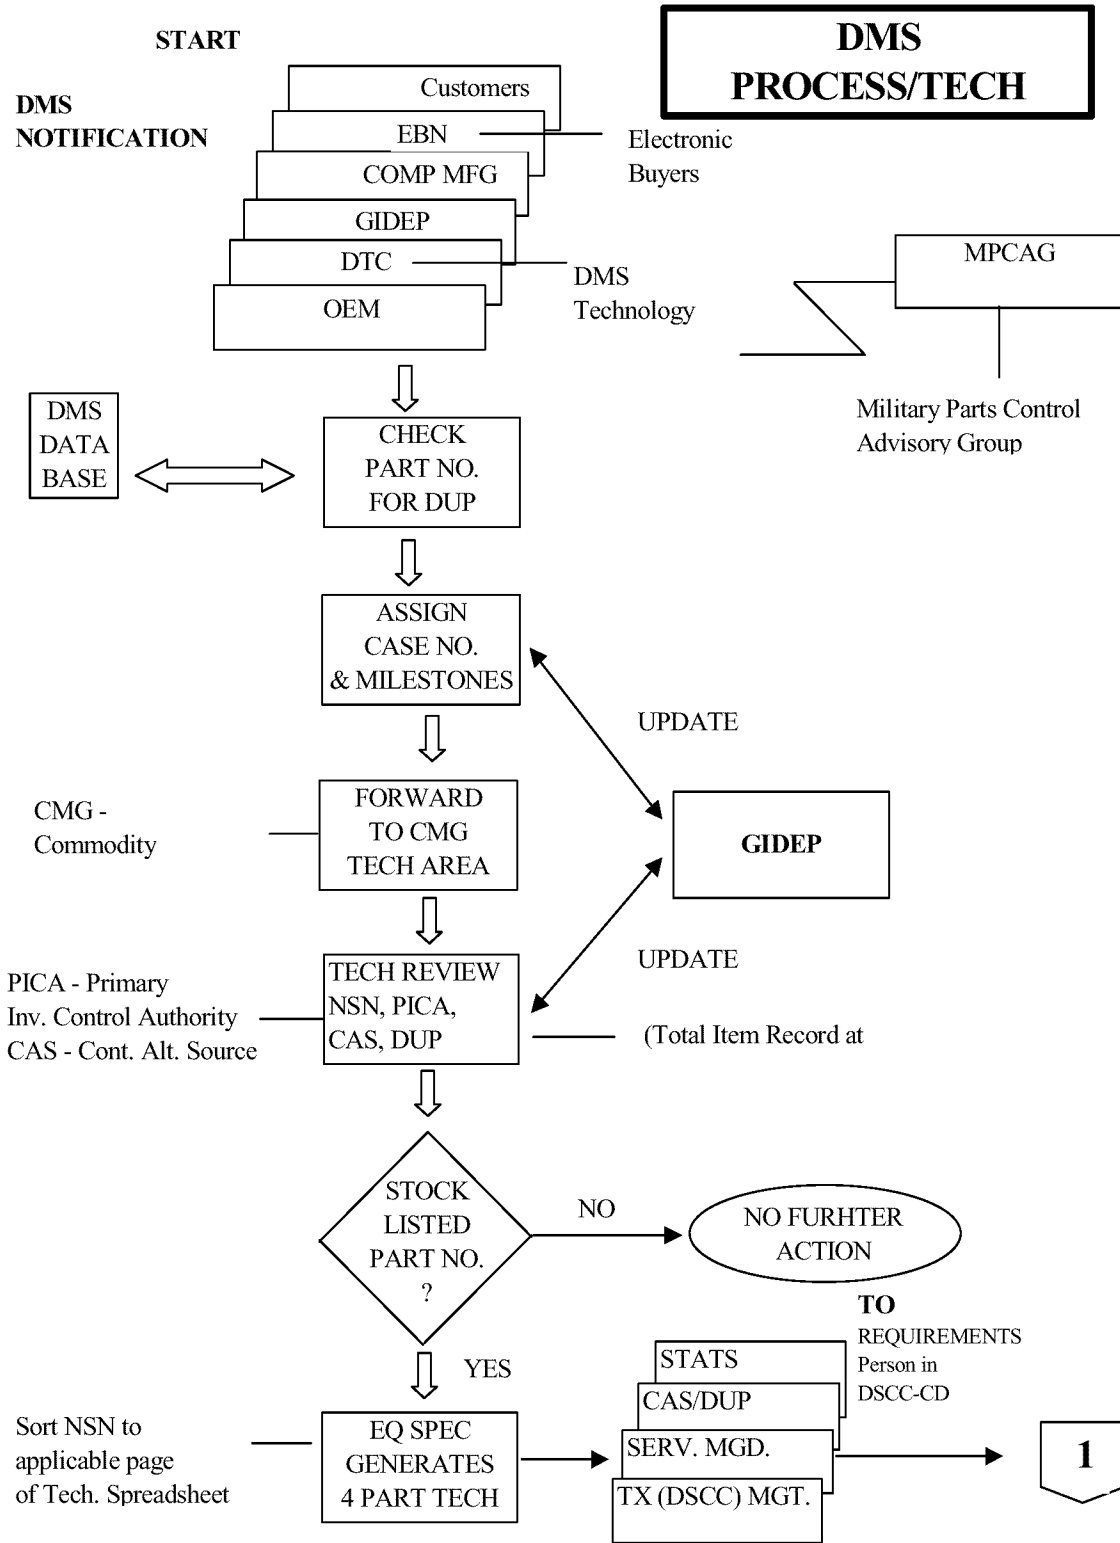 START
DMS
PROCESS/TECH
DMS
NOTIFICATION
Customers
EBN
COMP MFG
GIDEP
DTC
OEM
Electronic
Buyers
DMS
Technology
MPCAG
Military Parts Control
Advisory Group
DMS
DATA
BASE
CHECK
PART NO.
FOR DUP
ASSIGN
CASE NO.
& MILESTONES
UPDATE
CMG -
Commodity
FORWARD
TO CMG
TECH AREA
GIDEP
UPDATE
PICA - Primary
Inv. Control Authority
CAS - Cont. Alt. Source
TECH REVIEW
NSN, PICA,
CAS, DUP
(Total Item Record at
STOCK
LISTED
PART NO.
?
NO
NO FURHTER
ACTION
YES
TO
REQUIREMENTS
Person in
DSCC-CD
Sort NSN to
applicable page
of Tech. Spreadsheet
EQ SPEC
GENERATES
4 PART TECH
STATS
CAS/DUP
SERV. MGD.
TX (DSCC) MGT.
1